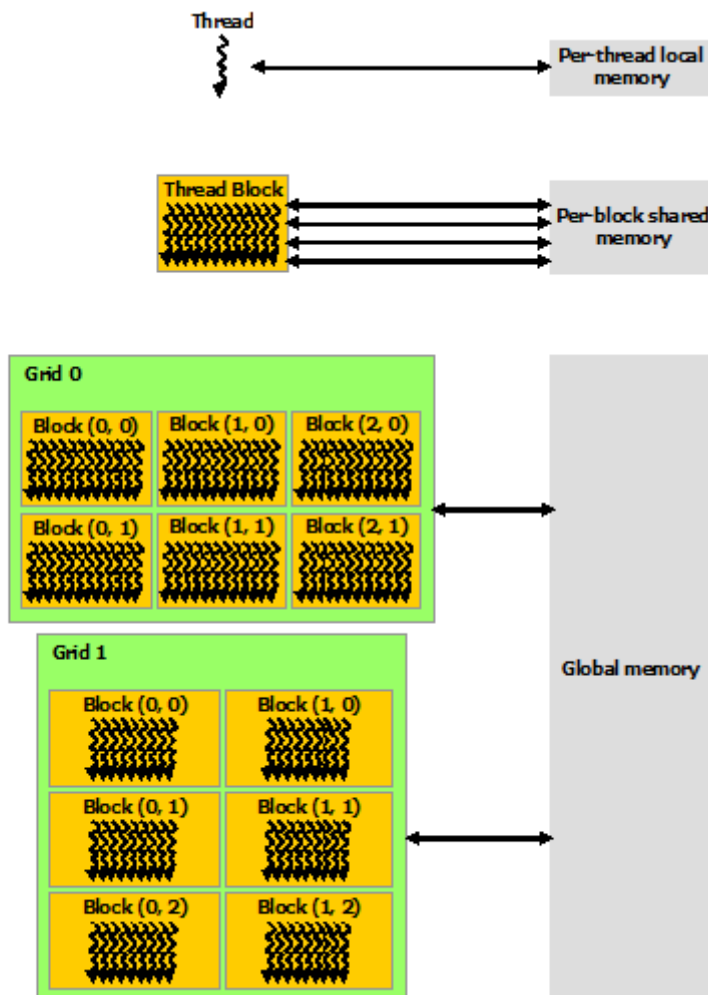 Thread
Per-thread local
memory
Thread Block
Per-block shared
memory
Grid 0
Block (0, 0)
Block (1, 0)
Block (2, 0)
Block (0, 1)
Block (1, 1)
Block (2, 1)
Grid 1
Global memory
Block (0, 0)
Block (1, 0)
Block (0, 1)
Block (1, 1)
Block (0, 2)
Block (1, 2)